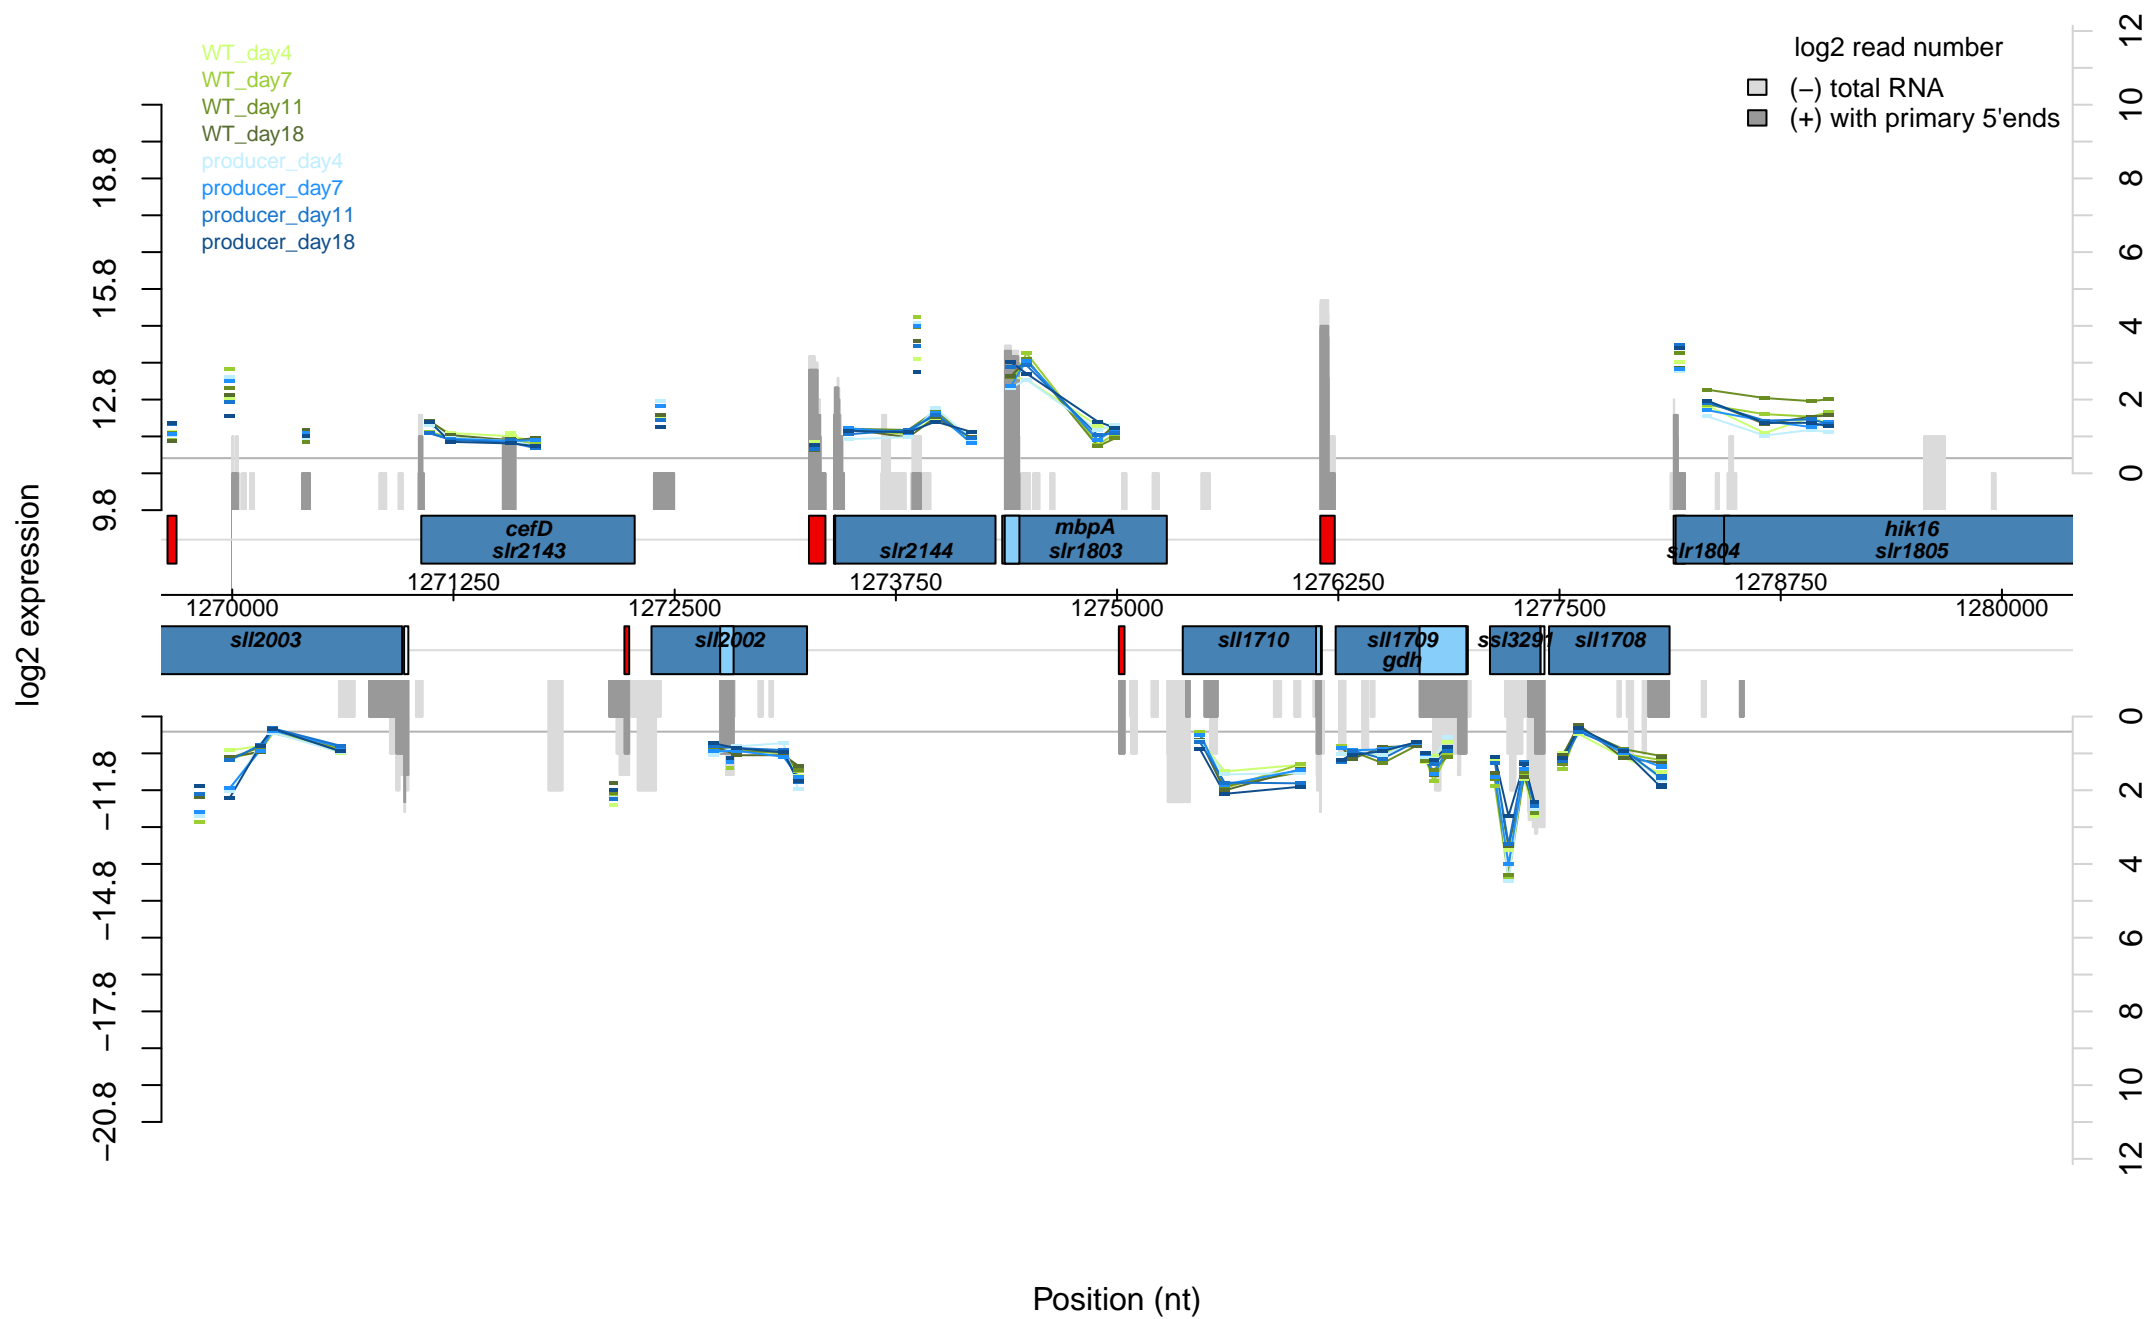 WT_day4
WT_day7
WT_day11
WT_day18
producer_day4
producer_day7
producer_day11
producer_day18
log2 read number
(−) total RNA
(+) with primary 5'ends
log2 expression
9.8 12.8 15.8 18.8
0 2 4 6 8 10 12
cefD
slr2143
slr2144
mbpA
slr1803
slr1804
hik16
slr1805
1271250 1273750 1276250 1278750
1270000 1272500 1275000 1277500 1280000
sll2003
sll2002
sll1710
sll1709
gdh
ssl3291
sll1708
−20.8 −17.8 −14.8 −11.8
0 2 4 6 8 10 12
Position (nt)